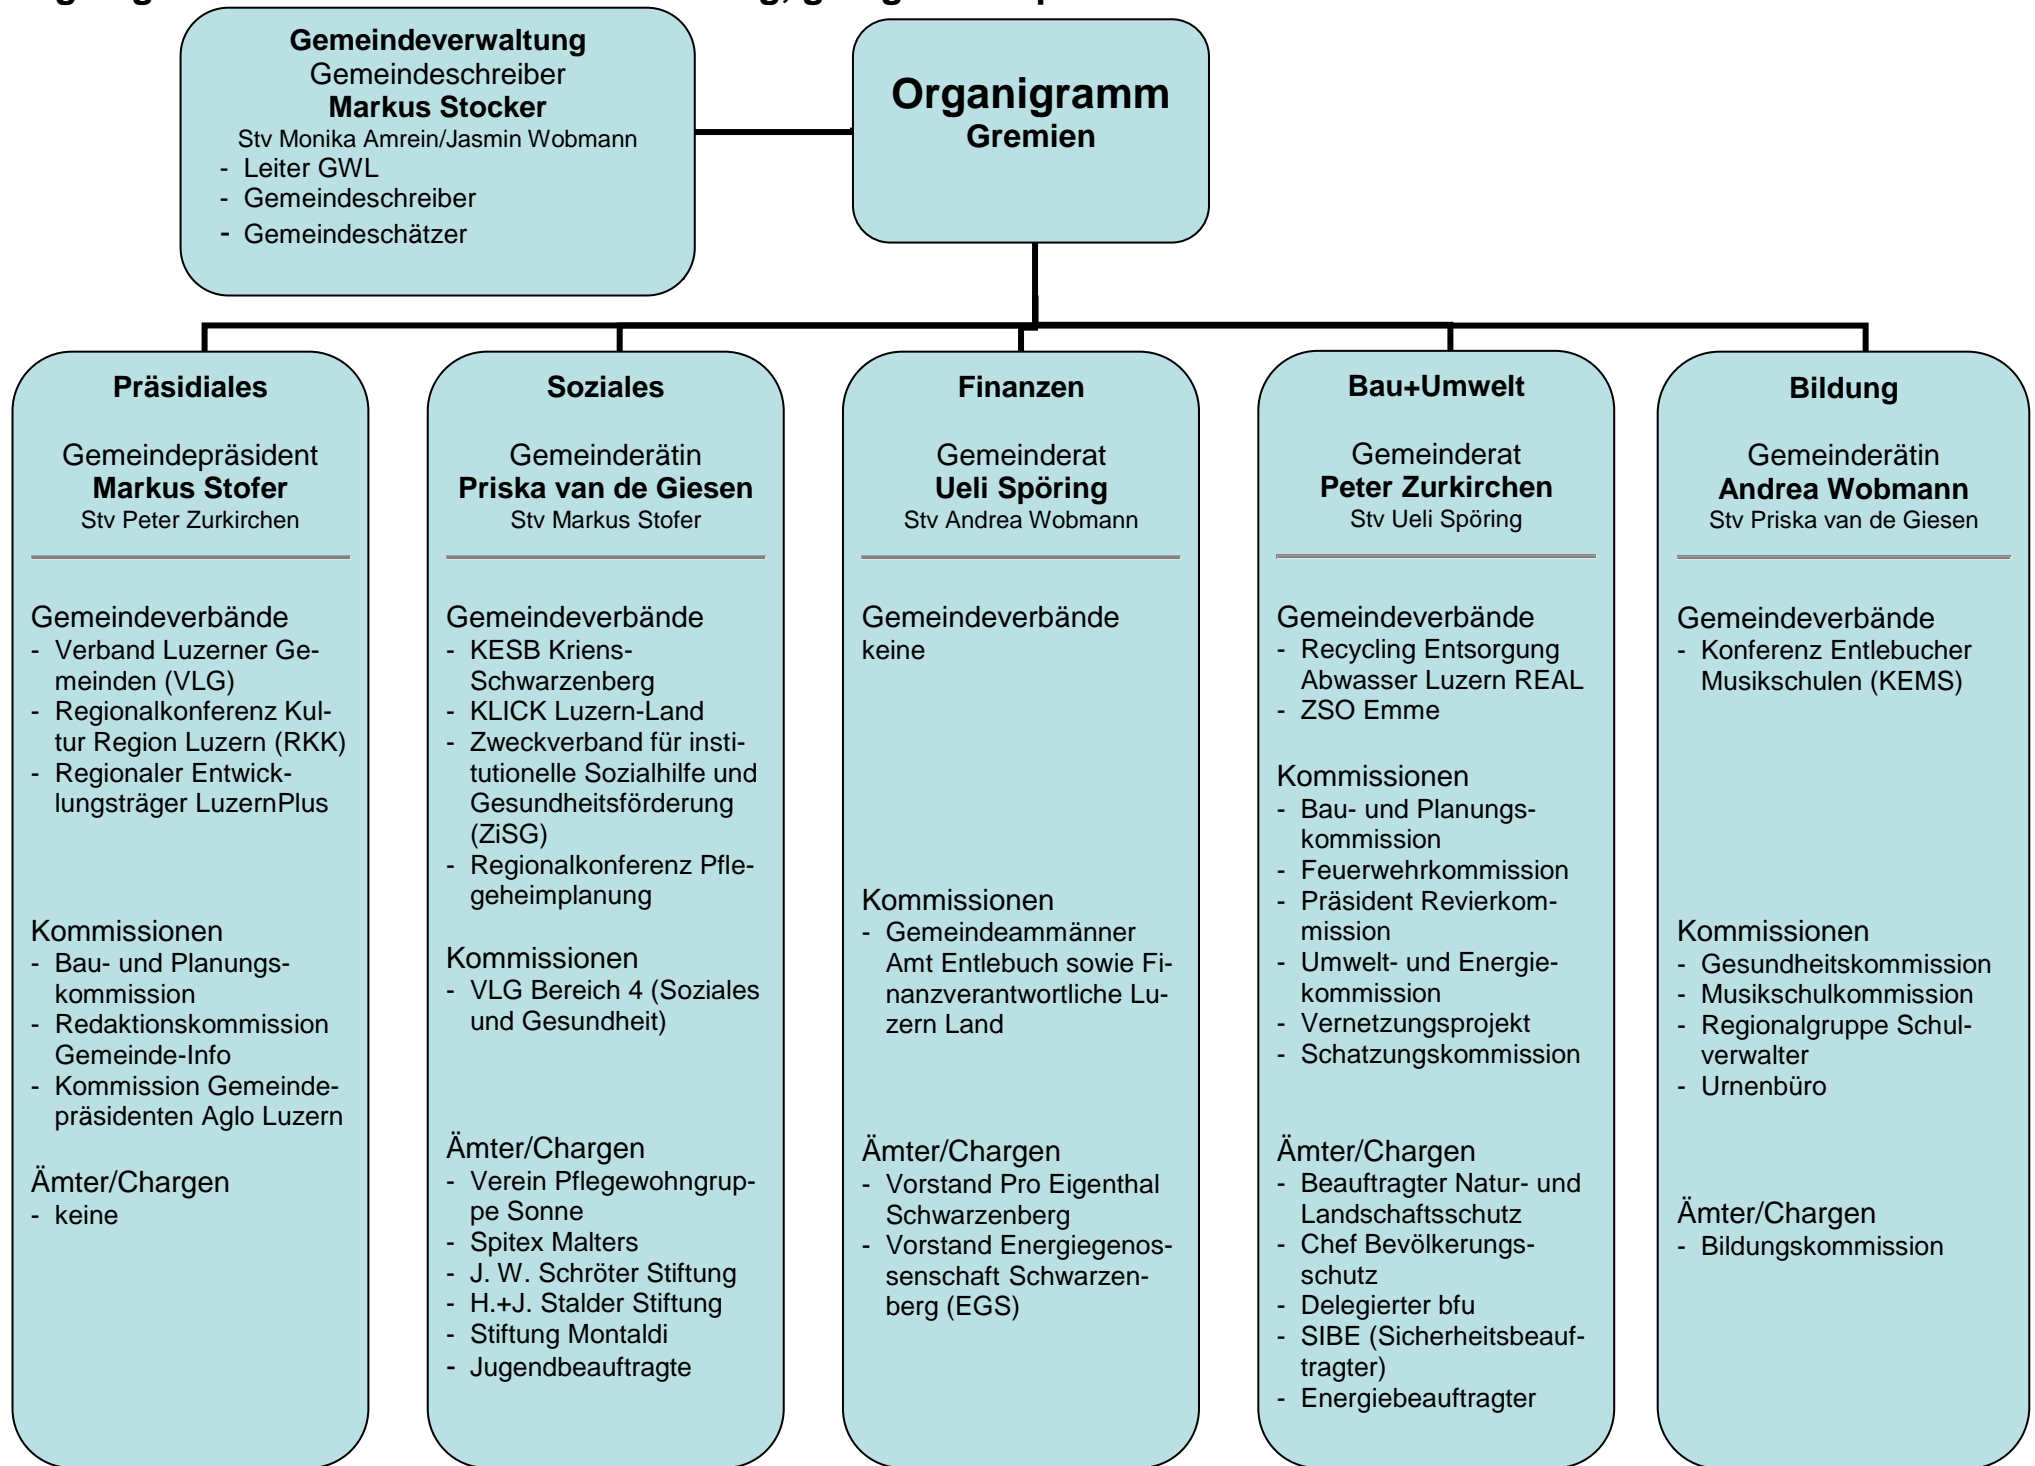 Gemeindeverwaltung
Gemeindeschreiber
Markus Stocker
Stv Monika Amrein/Jasmin Wobmann
- Leiter GWL
- Gemeindeschreiber
- Gemeindeschätzer
Organigramm
Gremien
Präsidiales
Gemeindepräsident
Markus Stofer
Stv Peter Zurkirchen
Gemeindeverbände
- Verband Luzerner Ge-
meinden (VLG)
- Regionalkonferenz Kul-
tur Region Luzern (RKK)
- Regionaler Entwick-
lungsträger LuzernPlus
Kommissionen
- Bau- und Planungs-
kommission
- Redaktionskommission
Gemeinde-Info
- Kommission Gemeinde-
präsidenten Aglo Luzern
Ämter/Chargen
- keine
Soziales
Gemeinderätin
Priska van de Giesen
Stv Markus Stofer
Gemeindeverbände
- KESB Kriens-
Schwarzenberg
- KLICK Luzern-Land
- Zweckverband für insti-
tutionelle Sozialhilfe und
Gesundheitsförderung
(ZiSG)
- Regionalkonferenz Pfle-
geheimplanung
Kommissionen
- VLG Bereich 4 (Soziales
und Gesundheit)
Ämter/Chargen
- Verein Pflegewohngrup-
pe Sonne
- Spitex Malters
- J. W. Schröter Stiftung
- H.+J. Stalder Stiftung
- Stiftung Montaldi
- Jugendbeauftragte
Finanzen
Gemeinderat
Ueli Spöring
Stv Andrea Wobmann
Gemeindeverbände
keine
Kommissionen
- Gemeindeammänner
Amt Entlebuch sowie Fi-
nanzverantwortliche Lu-
zern Land
Ämter/Chargen
- Vorstand Pro Eigenthal
Schwarzenberg
- Vorstand Energiegenos-
senschaft Schwarzen-
berg (EGS)
Bau+Umwelt
Gemeinderat
Peter Zurkirchen
Stv Ueli Spöring
Gemeindeverbände
- Recycling Entsorgung
Abwasser Luzern REAL
- ZSO Emme
Kommissionen
- Bau- und Planungs-
kommission
- Feuerwehrkommission
- Präsident Revierkom-
mission
- Umwelt- und Energie-
kommission
- Vernetzungsprojekt
- Schatzungskommission
Ämter/Chargen
- Beauftragter Natur- und
Landschaftsschutz
- Chef Bevölkerungs-
schutz
- Delegierter bfu
- SIBE (Sicherheitsbeauf-
tragter)
- Energiebeauftragter
Bildung
Gemeinderätin
Andrea Wobmann
Stv Priska van de Giesen
Gemeindeverbände
- Konferenz Entlebucher
Musikschulen (KEMS)
Kommissionen
- Gesundheitskommission
- Musikschulkommission
- Regionalgruppe Schul-
verwalter
- Urnenbüro
Ämter/Chargen
- Bildungskommission